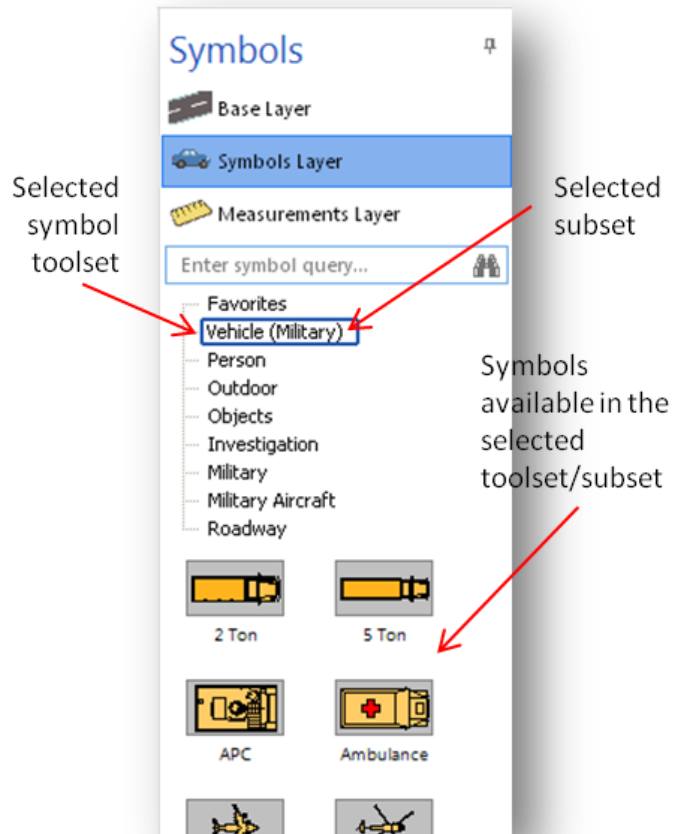 Symbols
Base Layer
Symbols Layer
Measurements Layer
Selected
symbol
toolset
Selected
subset
Enter symbol query...
Favorites
Vehicle (Military)
Person
Outdoor
Objects
Investigation
Military
Military Aircraft
Roadway
Symbols
available in the
selected
toolset/subset
2 Ton
5 Ton
APC
Ambulance